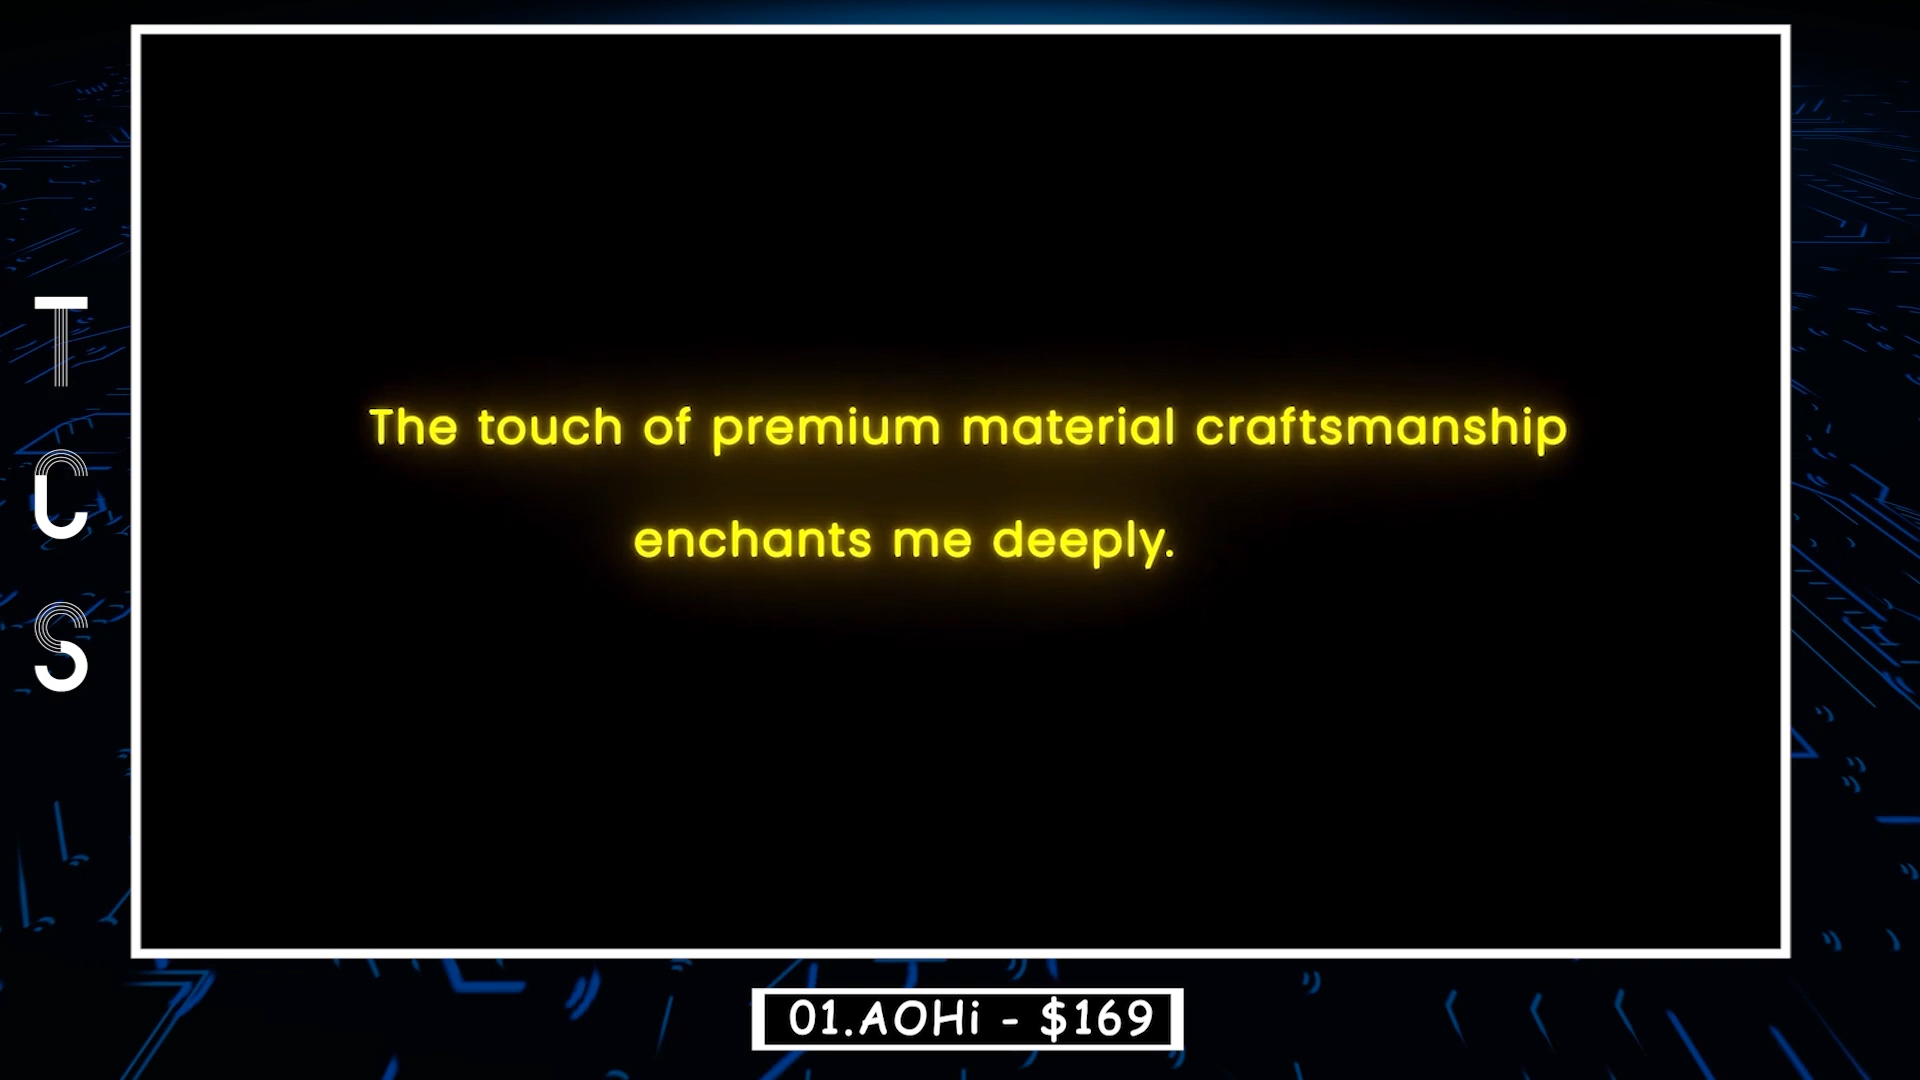 T
C
S
The touch of premium material craftsmanship
enchants me deeply.
01.AOHi - $169